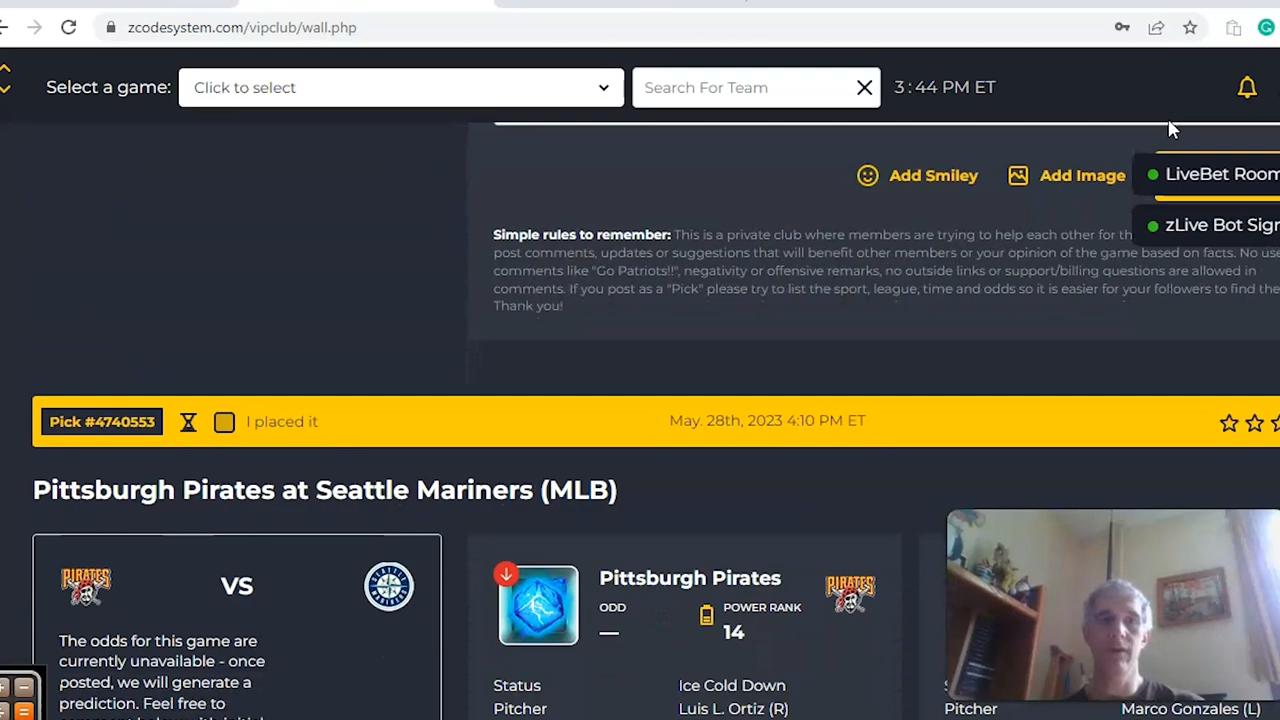 zcodesystem.com/vipclub/wall.php
Select a game: Click to select Search For Team 3:44 PM ET
Add Smiley Add Image LiveBet Room
zLive Bot Sign
Simple rules to remember: This is a private club where members are trying to help each other for th
post comments, updates or suggestions that will benefit other members or your opinion of the game based on facts. No use
comments like "Go Patriots!!", negativity or offensive remarks, no outside links or support/billing questions are allowed in
comments. If you post as a "Pick" please try to list the sport, league, time and odds so it is easier for your followers to find the
Thank you!
Pick #4740553 I placed it May. 28th, 2023 4:10 PM ET
Pittsburgh Pirates at Seattle Mariners (MLB)
PIRATES VS
The odds for this game are
currently unavailable - once
posted, we will generate a
prediction. Feel free to
Pittsburgh Pirates PIRATES
ODD POWER RANK
— 14
Status Ice Cold Down
Pitcher Luis L. Ortiz (R)
Pitcher Marco Gonzales (L)